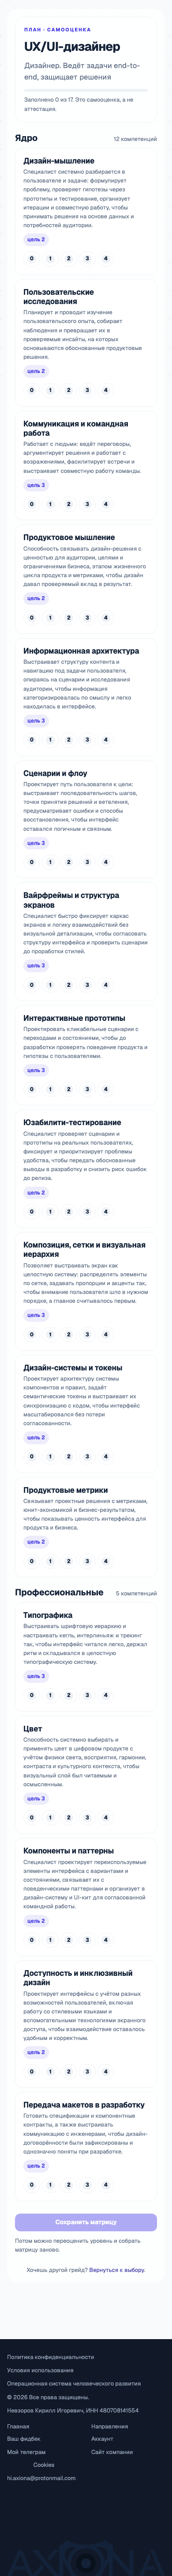 ПЛАН · САМООЦЕНКА
UX/UI-дизайнер
Дизайнер. Ведёт задачи end-to-
end, защищает решения
Заполнено 0 из 17. Это самооценка, а не
аттестация.
Ядро
12 компетенций
Дизайн-мышление
Специалист системно разбирается в
пользователе и задаче: формулирует
проблему, проверяет гипотезы через
прототипы и тестирование, организует
итерации и совместную работу, чтобы
принимать решения на основе данных и
потребностей аудитории.
цель 2
0 1 2 3 4
Пользовательские
исследования
Планирует и проводит изучение
пользовательского опыта, собирает
наблюдения и превращает их в
проверяемые инсайты, на которых
основываются обоснованные продуктовые
решения.
цель 2
0 1 2 3 4
Коммуникация и командная
работа
Работает с людьми: ведёт переговоры,
аргументирует решения и работает с
возражениями, фасилитирует встречи и
выстраивает совместную работу команды.
цель 3
0 1 2 3 4
Продуктовое мышление
Способность связывать дизайн-решения с
ценностью для аудитории, целями и
ограничениями бизнеса, этапом жизненного
цикла продукта и метриками, чтобы дизайн
давал проверяемый вклад в результат.
цель 2
0 1 2 3 4
Информационная архитектура
Выстраивает структуру контента и
навигацию под задачи пользователя,
опираясь на сценарии и исследования
аудитории, чтобы информация
категоризировалась по смыслу и легко
находилась в интерфейсе.
цель 3
0 1 2 3 4
Сценарии и флоу
Проектирует путь пользователя к цели:
выстраивает последовательность шагов,
точки принятия решений и ветвления,
предусматривает ошибки и способы
восстановления, чтобы интерфейс
оставался логичным и связным.
цель 3
0 1 2 3 4
Вайрфреймы и структура
экранов
Специалист быстро фиксирует каркас
экранов и логику взаимодействий без
визуальной детализации, чтобы согласовать
структуру интерфейса и проверить сценарии
до проработки стилей.
цель 3
0 1 2 3 4
Интерактивные прототипы
Проектировать кликабельные сценарии с
переходами и состояниями, чтобы до
разработки проверять поведение продукта и
гипотезы с пользователями.
цель 3
0 1 2 3 4
Юзабилити-тестирование
Специалист проверяет сценарии и
прототипы на реальных пользователях,
фиксирует и приоритизирует проблемы
удобства, чтобы передать обоснованные
выводы в разработку и снизить риск ошибок
до релиза.
цель 2
0 1 2 3 4
Композиция, сетки и визуальная
иерархия
Позволяет выстраивать экран как
целостную систему: распределять элементы
по сетке, задавать пропорции и акценты так,
чтобы внимание пользователя шло в нужном
порядке, а главное считывалось первым.
цель 3
0 1 2 3 4
Дизайн-системы и токены
Проектирует архитектуру системы
компонентов и правил, задаёт
семантические токены и выстраивает их
синхронизацию с кодом, чтобы интерфейс
масштабировался без потери
согласованности.
цель 2
0 1 2 3 4
Продуктовые метрики
Связывает проектные решения с метриками,
юнит-экономикой и бизнес-результатом,
чтобы показывать ценность интерфейса для
продукта и бизнеса.
цель 2
0 1 2 3 4
Профессиональные
5 компетенций
Типографика
Выстраивать шрифтовую иерархию и
настраивать кегль, интерлиньяж и трекинг
так, чтобы интерфейс читался легко, держал
ритм и складывался в целостную
типографическую систему.
цель 3
0 1 2 3 4
Цвет
Способность системно выбирать и
применять цвет в цифровом продукте с
учётом физики света, восприятия, гармонии,
контраста и культурного контекста, чтобы
визуальный слой был читаемым и
осмысленным.
цель 3
0 1 2 3 4
Компоненты и паттерны
Специалист проектирует переиспользуемые
элементы интерфейса с вариантами и
состояниями, связывает их с
поведенческими паттернами и организует в
дизайн-систему и UI-кит для согласованной
командной работы.
цель 2
0 1 2 3 4
Доступность и инклюзивный
дизайн
Проектирует интерфейсы с учётом разных
возможностей пользователей, включая
работу со стилевыми языками и
вспомогательными технологиями экранного
доступа, чтобы взаимодействие оставалось
удобным и корректным.
цель 2
0 1 2 3 4
Передача макетов в разработку
Готовить спецификации и компонентные
контракты, а также выстраивать
коммуникацию с инженерами, чтобы дизайн-
договорённости были зафиксированы и
однозначно поняты при разработке.
цель 2
0 1 2 3 4
Сохранить матрицу
Потом можно переоценить уровень и собрать
матрицу заново.
Хочешь другой грейд? Вернуться к выбору.
Политика конфиденциальности
Условия использования
Операционная система человеческого развития
© 2026 Все права защищены.
Невзоров Кирилл Игоревич, ИНН 480708141554
Главная
Направления
Ваш фидбек
Аккаунт
Мой телеграм
Сайт компании
Cookies
hi.axiona@protonmail.com